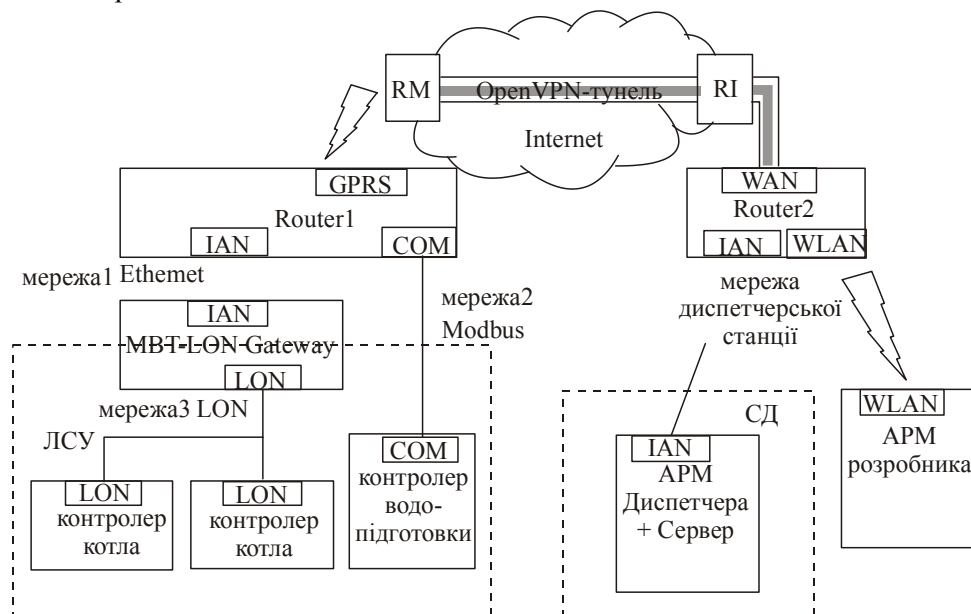 RM
OpenVPN-тунель
RI
Internet
GPRS
Router1
IAN
COM
WAN
Router2
IAN
WLAN
мережа1 Ethemet
мережа2
Modbus
мережа
диспетчерської
станції
IAN
MBT-LON Gateway
LON
мережа3 LON
ЛСУ
LON
контролер
котла
LON
контролер
котла
COM
контролер
водо-
підготовки
СД
IAN
АРМ
Диспетчера
+ Сервер
WLAN
АРМ
розробника